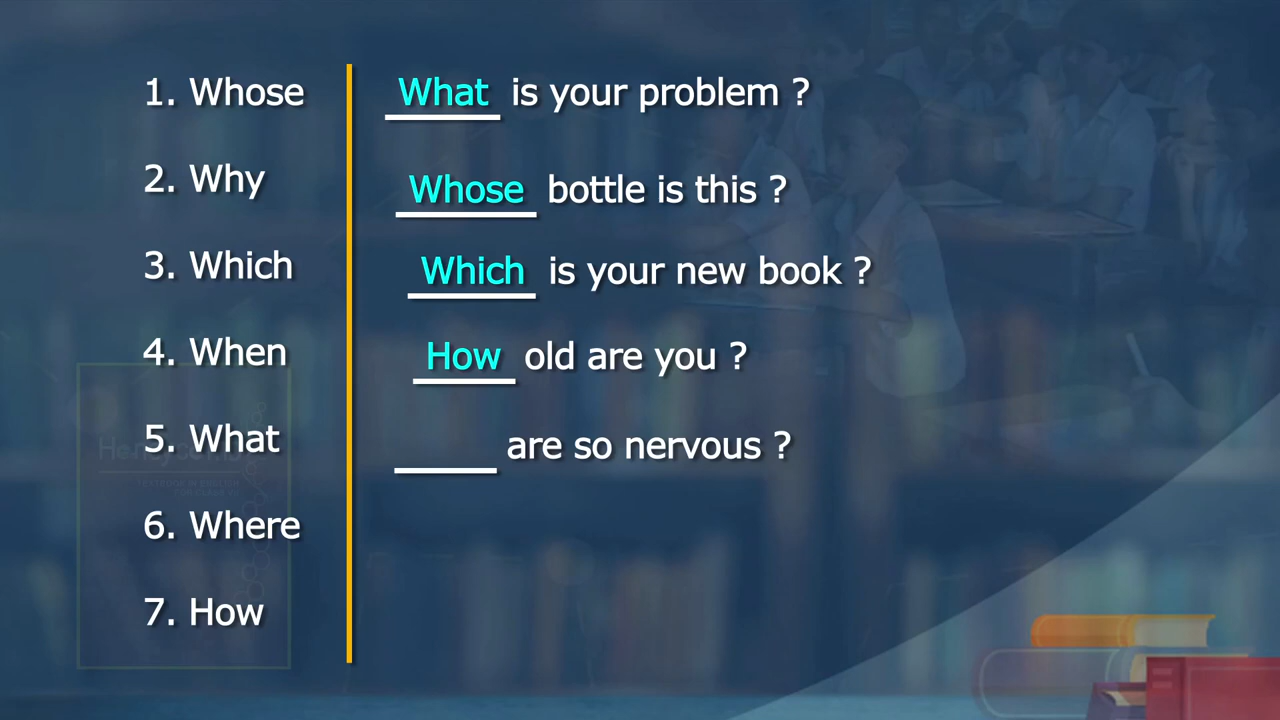 1. Whose
2. Why
3. Which
4. When
5. What
6. Where
7. How
What is your problem ?
Whose bottle is this ?
Which is your new book ?
How old are you ?
____ are so nervous ?